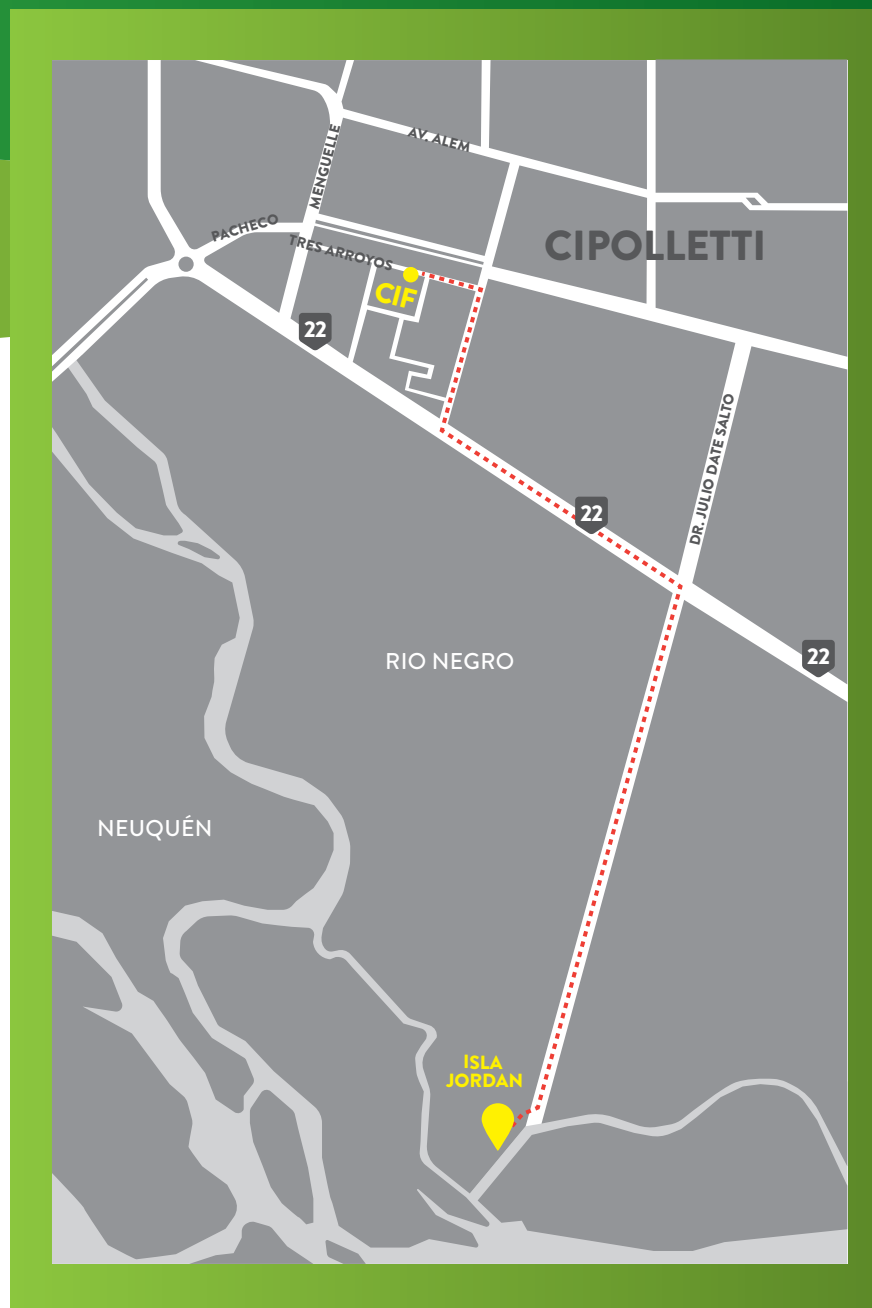 AV. ALEM
MENGUELLE
PACHECO
TRES ARROYOS
CIPOLLETTI
CIF
22
DR. JULIO DATE SALTO
22
22
RIO NEGRO
NEUQUÉN
ISLA
JORDAN